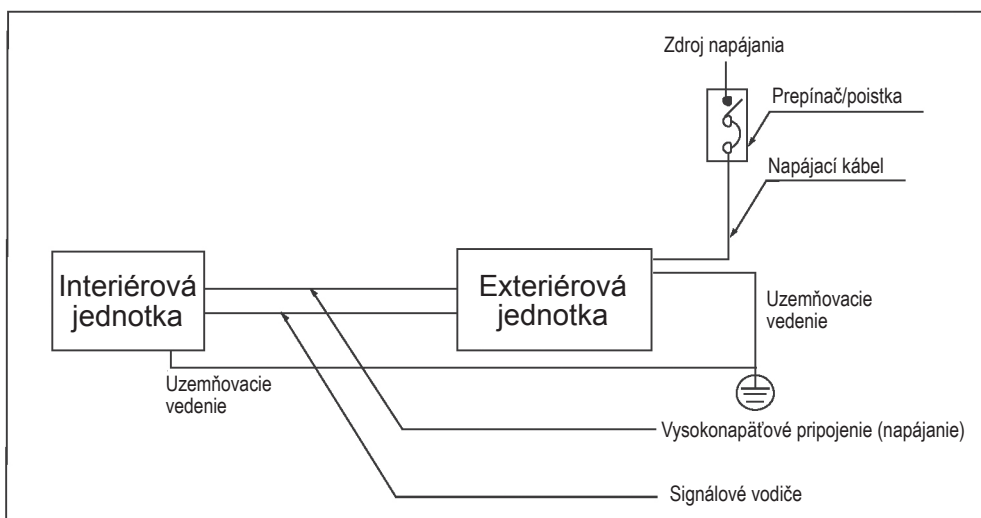 Zdroj napájania
Prepínač/poistka
Napájací kábel
Interiérová
jednotka
Exteriérová
jednotka
Uzemňovacie
vedenie
Uzemňovacie
vedenie
Vysokonapäťové pripojenie (napájanie)
Signálové vodiče